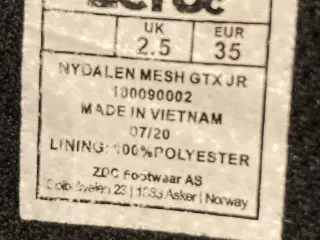 UK EUR
2.5 35
NYDALEN MESH GTX JR
100090002
MADE IN VIETNAM
07/20
LINING: 100%POLYESTER
ZDC Footwear AS
23 | 1383 Asker | Norway